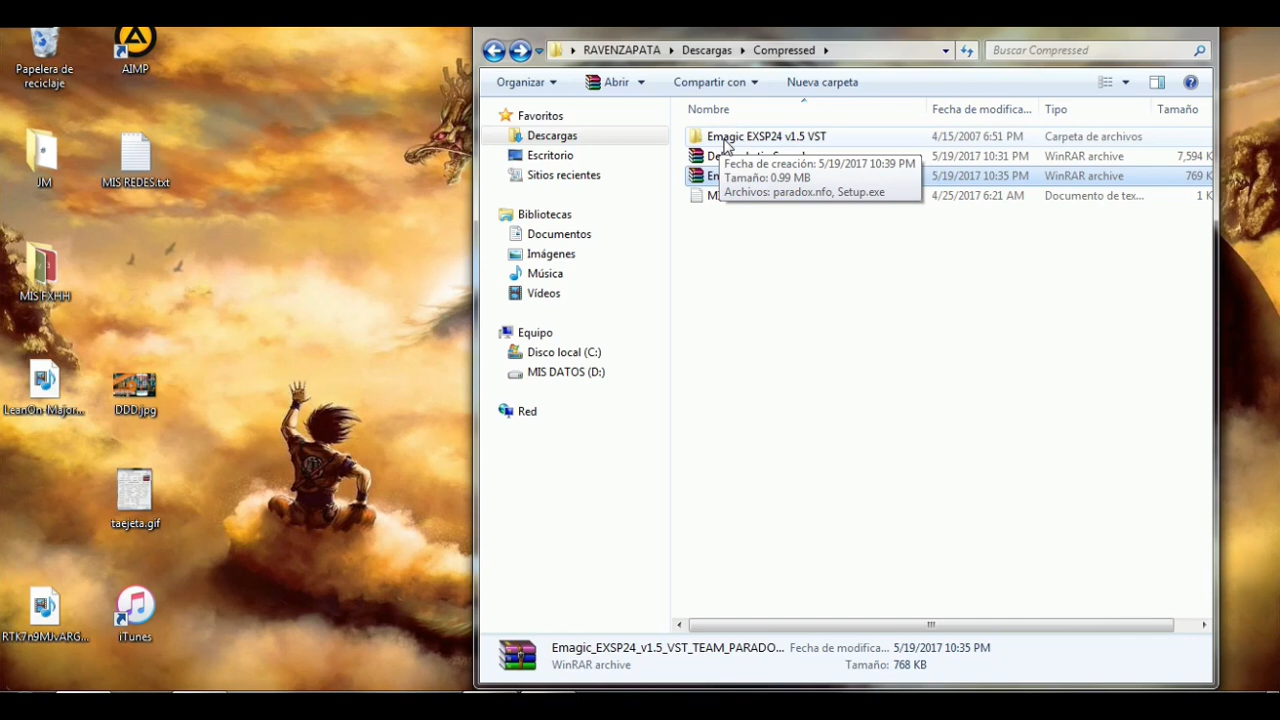 Papelera de
reciclaje
AIMP
JM
MIS REDES.txt
MIS FXHH
LeanOn-Major...
DDD.jpg
taejeta.gif
RTK7n9MJvARG...
iTunes
RAVENZAPATA Descargas Compressed
Buscar Compressed
Organizar Abrir Compartir con Nueva carpeta
Favoritos
Descargas
Escritorio
Sitios recientes
Bibliotecas
Documentos
Imágenes
Música
Vídeos
Equipo
Disco local (C:)
MIS DATOS (D:)
Red
Nombre Fecha de modifica... Tipo Tamaño
Emagic EXSP24 v1.5 VST 4/15/2007 6:51 PM Carpeta de archivos
5/19/2017 10:31 PM WinRAR archive 7,594 K
5/19/2017 10:35 PM WinRAR archive 769 K
4/25/2017 6:21 AM Documento de tex... 1 K
Fecha de creación: 5/19/2017 10:39 PM
Tamaño: 0.99 MB
Archivos: paradox.nfo, Setup.exe
Emagic_EXSP24_v1.5_VST_TEAM_PARADO... Fecha de modifica... 5/19/2017 10:35 PM
WinRAR archive Tamaño: 768 KB